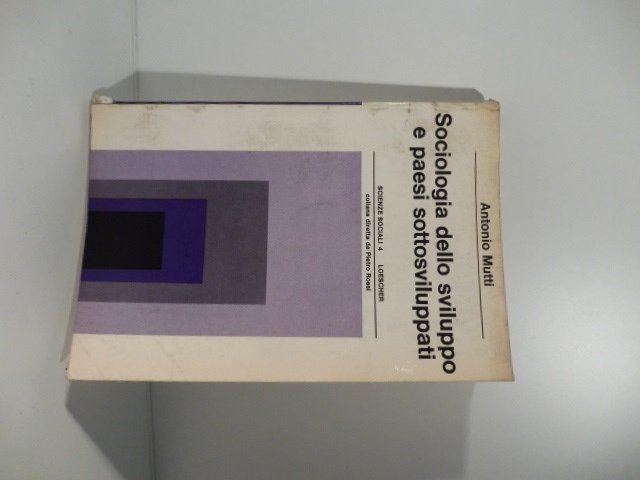 Antonio Mutti
Sociologia dello sviluppo
e paesi sottosviluppati
SCIENZE SOCIALI 4 LOESCHER
collana diretta da Pietro Rossi